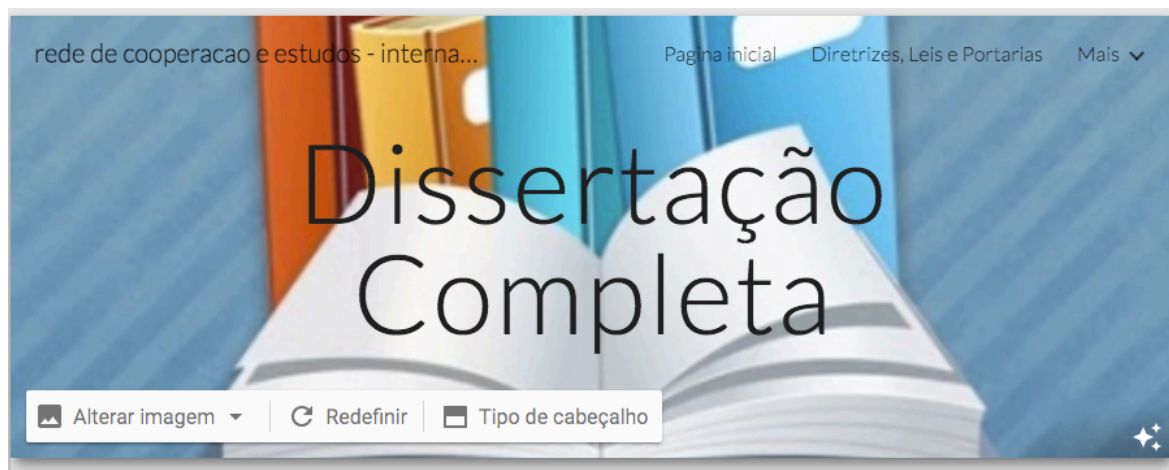 rede de cooperacao e estudos - interna...
Pagina inicial Diretrizes, Leis e Portarias Mais
Dissertação
Completa
Alterar imagem Redefinir Tipo de cabeçalho